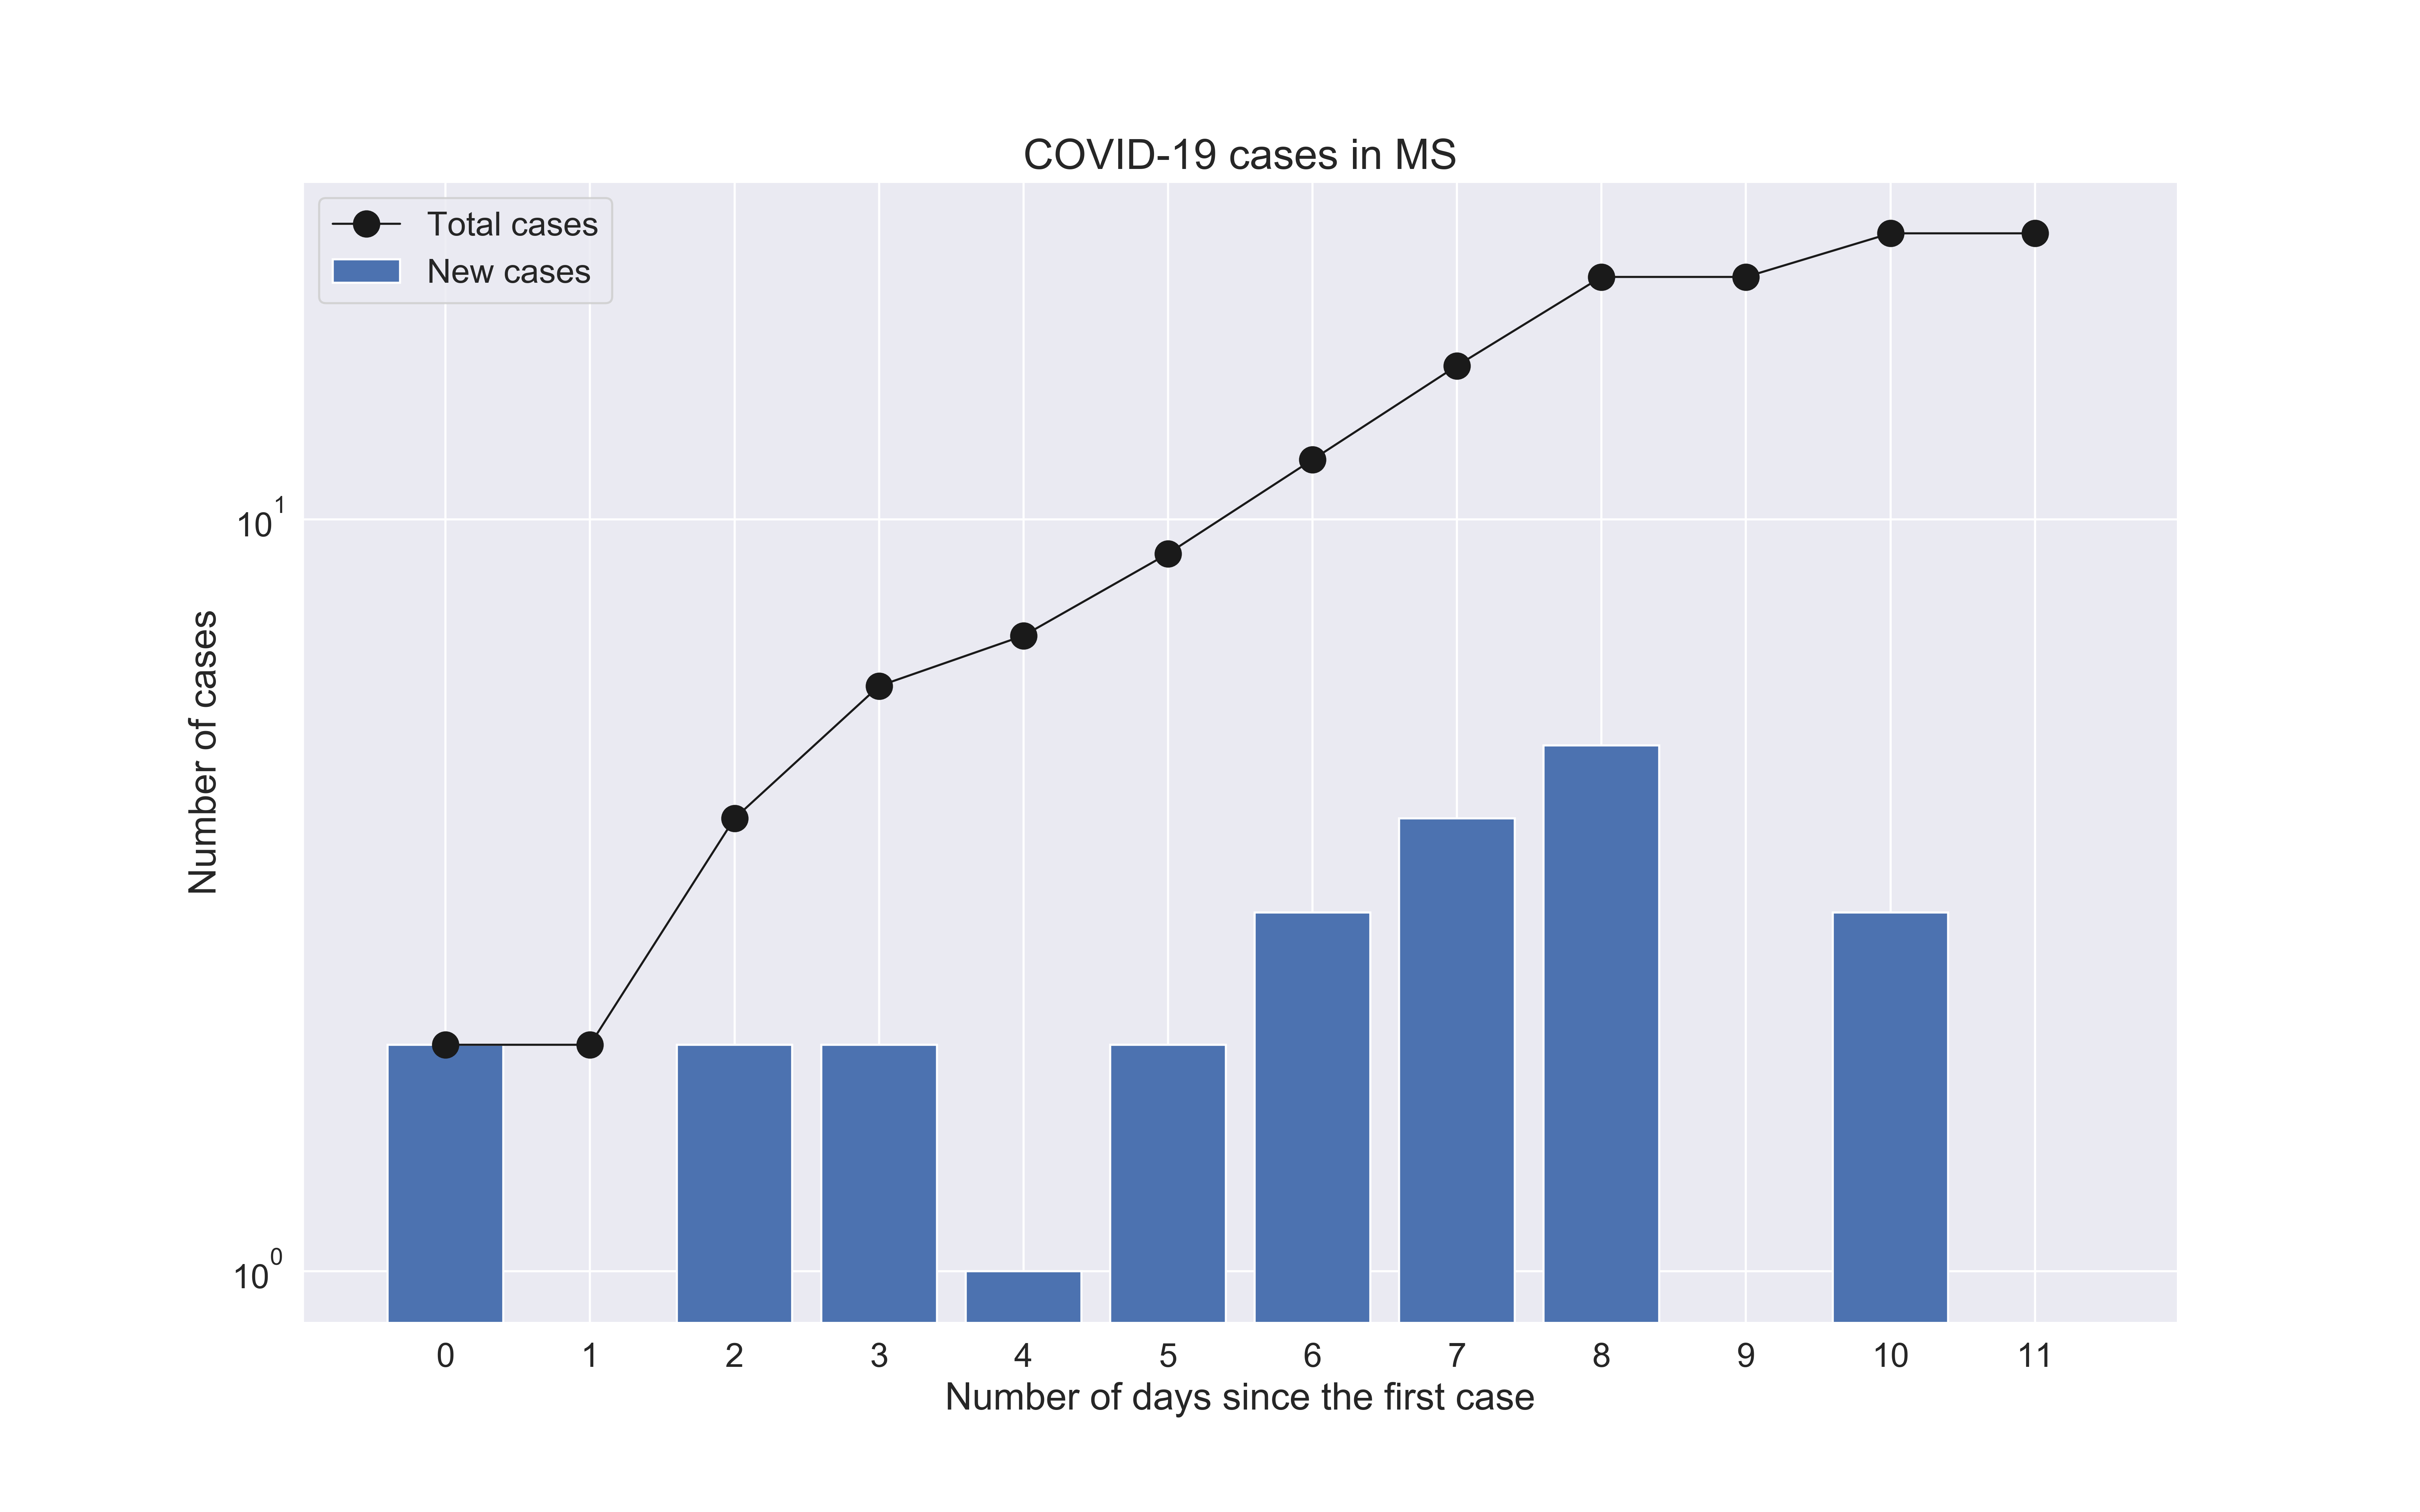 COVID-19 cases in MS
Total cases
New cases
Number of cases
10^1
10^0
0 1 2 3 4 5 6 7 8 9 10 11
Number of days since the first case